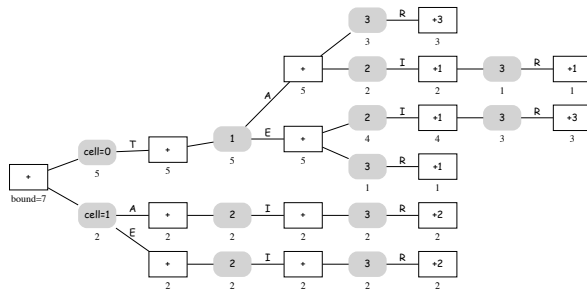 3 R +3
3 3
A + 2 I +1 3 R +1
5 2 2 1 1
2 I +1 3 R +3
cell=0 T + 1 E + 4 4 3 3
5 5 5 5 3 R +1
+ 1 1
bound=7
cell=1 A + 2 I + 3 R +2
2 E 2 2 2 2 2
+ 2 I + 3 R +2
2 2 2 2 2